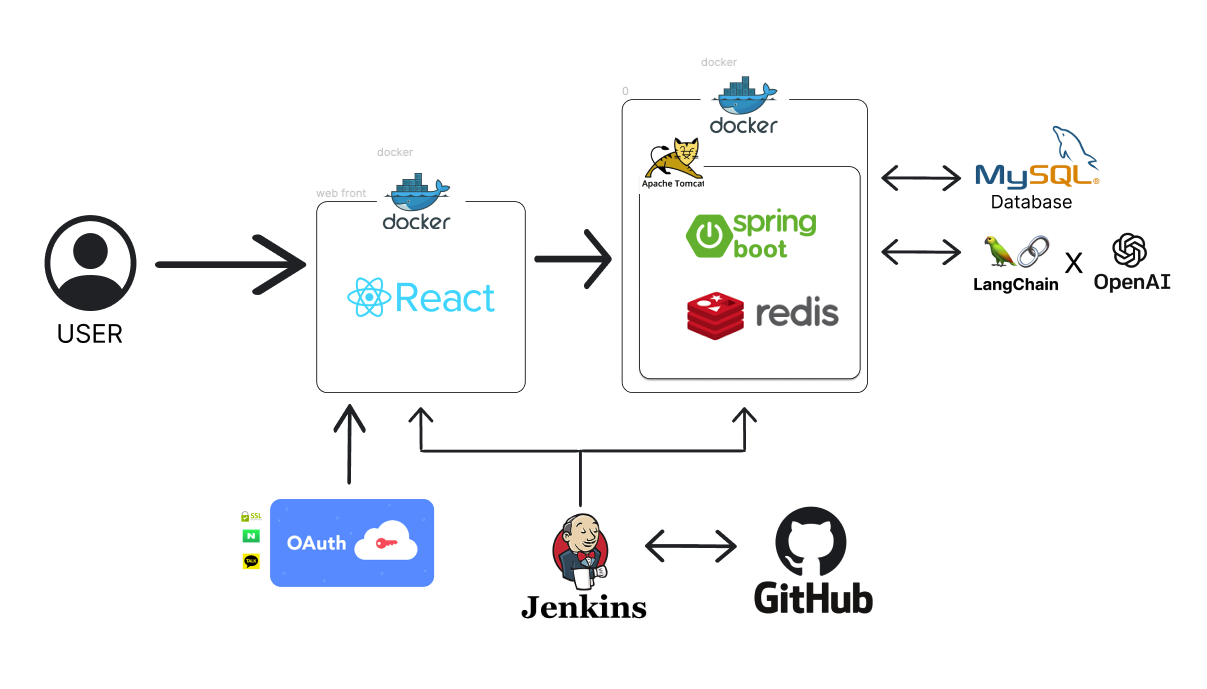 docker
0
docker
docker
web front
docker
Apache Tomcat
MySQL®
Database
spring
boot
USER
React
redis
LangChain
X
OpenAI
SSL
N
TALK
OAuth
Jenkins
GitHub